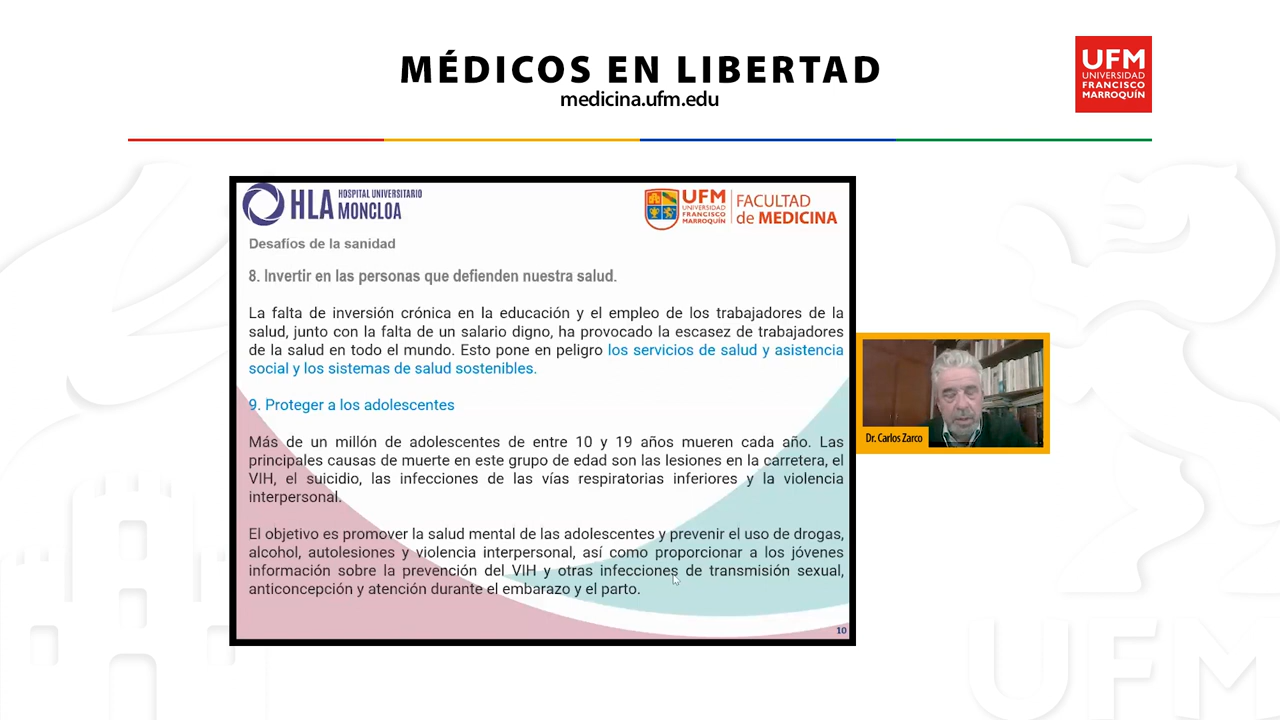 MÉDICOS EN LIBERTAD
medicina.ufm.edu
UFM
UNIVERSIDAD
FRANCISCO
MARROQUÍN
HLA HOSPITAL UNIVERSITARIO
MONCLOA
UFM
UNIVERSIDAD
FRANCISCO
MARROQUÍN
FACULTAD
de MEDICINA
Desafíos de la sanidad
8. Invertir en las personas que defienden nuestra salud.
La falta de inversión crónica en la educación y el empleo de los trabajadores de la
salud, junto con la falta de un salario digno, ha provocado la escasez de trabajadores
de la salud en todo el mundo. Esto pone en peligro los servicios de salud y asistencia
social y los sistemas de salud sostenibles.
9. Proteger a los adolescentes
Más de un millón de adolescentes de entre 10 y 19 años mueren cada año. Las
principales causas de muerte en este grupo de edad son las lesiones en la carretera, el
VIH, el suicidio, las infecciones de las vías respiratorias inferiores y la violencia
interpersonal.
El objetivo es promover la salud mental de las adolescentes y prevenir el uso de drogas,
alcohol, autolesiones y violencia interpersonal, así como proporcionar a los jóvenes
información sobre la prevención del VIH y otras infecciones de transmisión sexual,
anticoncepción y atención durante el embarazo y el parto.
10
Dr. Carlos Zarco
UFM